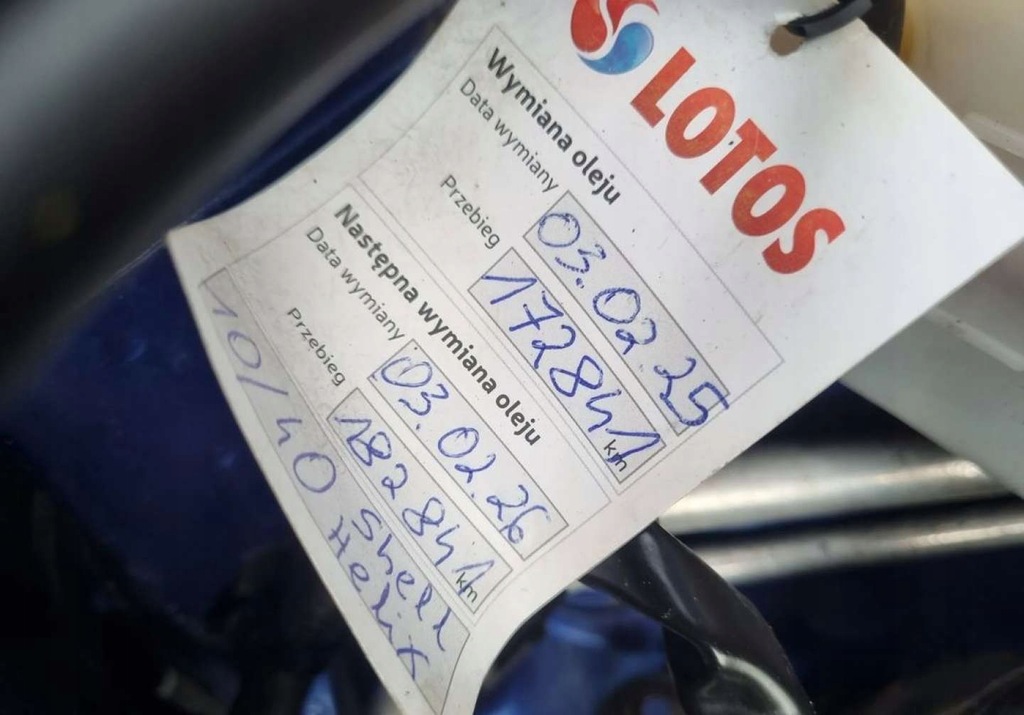 LOTOS
Wymiana oleju
Data wymiany 03.02.25
Przebieg 172841 km
Następna wymiana oleju
Data wymiany 03.02.26
Przebieg 182841 km
10/40 Shell
Helix